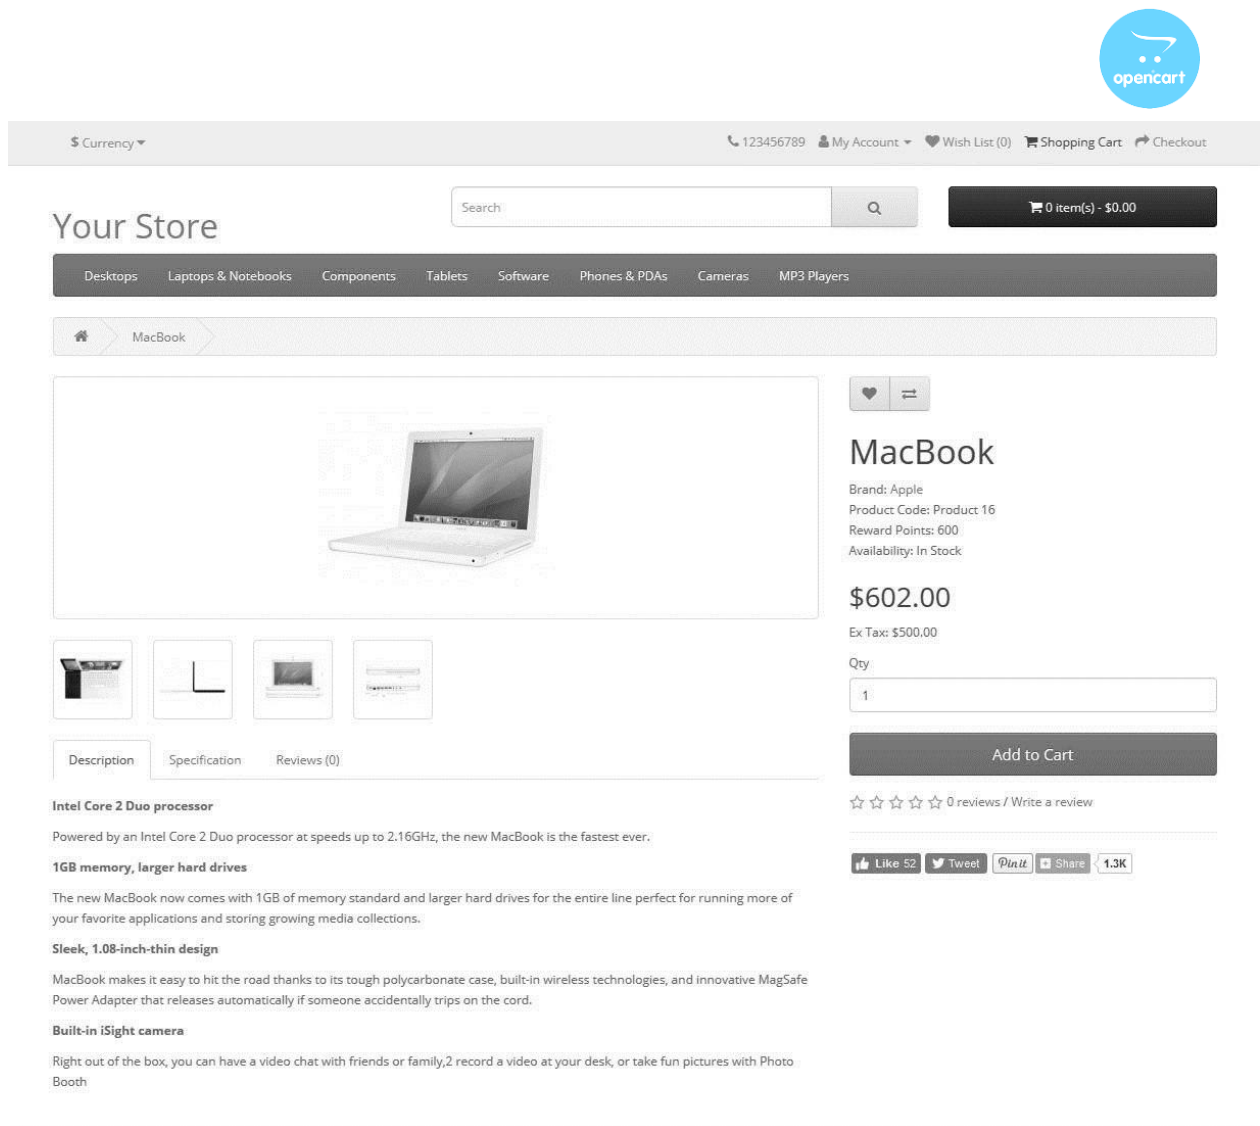 opencart
$ Currency
123456789 My Account Wish List (0) Shopping Cart Checkout
Your Store
Search
0 item(s) - $0.00
Desktops Laptops & Notebooks Components Tablets Software Phones & PDAs Cameras MP3 Players
MacBook
MacBook
Brand: Apple
Product Code: Product 16
Reward Points: 600
Availability: In Stock
$602.00
Ex Tax: $500.00
Qty
1
Add to Cart
0 reviews / Write a review
Like 52 Tweet Pin it Share 1.3K
Description Specification Reviews (0)
Intel Core 2 Duo processor
Powered by an Intel Core 2 Duo processor at speeds up to 2.16GHz, the new MacBook is the fastest ever.
1GB memory, larger hard drives
The new MacBook now comes with 1GB of memory standard and larger hard drives for the entire line perfect for running more of
your favorite applications and storing growing media collections.
Sleek, 1.08-inch-thin design
MacBook makes it easy to hit the road thanks to its tough polycarbonate case, built-in wireless technologies, and innovative MagSafe
Power Adapter that releases automatically if someone accidentally trips on the cord.
Built-in iSight camera
Right out of the box, you can have a video chat with friends or family,2 record a video at your desk, or take fun pictures with Photo
Booth